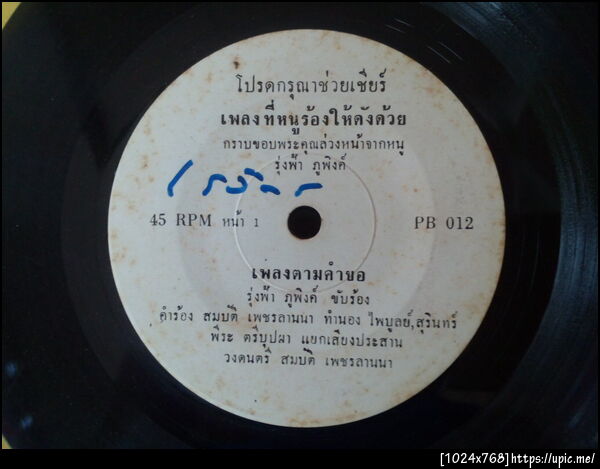 โปรดกรุณาช่วยเชียร์
เพลงที่หนูร้องให้ดังด้วย
กราบขอบพระคุณล่วงหน้าจากหนู
รุ่งฟ้า ภูพิงค์
45 RPM หน้า 1
PB 012
เพลงตามคำขอ
รุ่งฟ้า ภูพิงค์ ขับร้อง
คำร้อง สมบัติ เพชรลานนา ทำนอง ไพบูลย์,สุรินทร์
พีระ ตรีบุปผา แยกเสียงประสาน
วงดนตรี สมบัติ เพชรลานนา
[1024x768]https://upic.me/